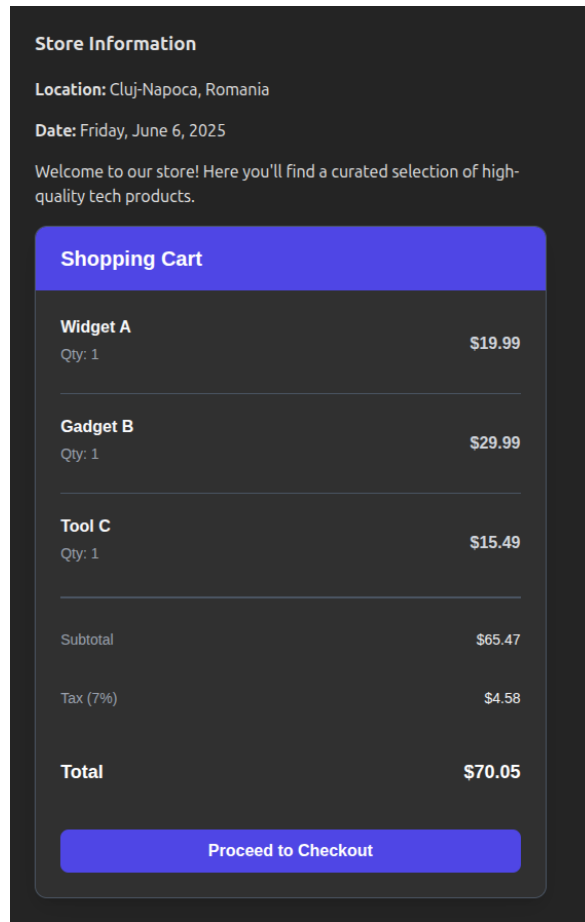 Store Information
Location: Cluj-Napoca, Romania
Date: Friday, June 6, 2025
Welcome to our store! Here you'll find a curated selection of high-
quality tech products.
Shopping Cart
Widget A
Qty: 1
$19.99
Gadget B
Qty: 1
$29.99
Tool C
Qty: 1
$15.49
Subtotal $65.47
Tax (7%) $4.58
Total $70.05
Proceed to Checkout